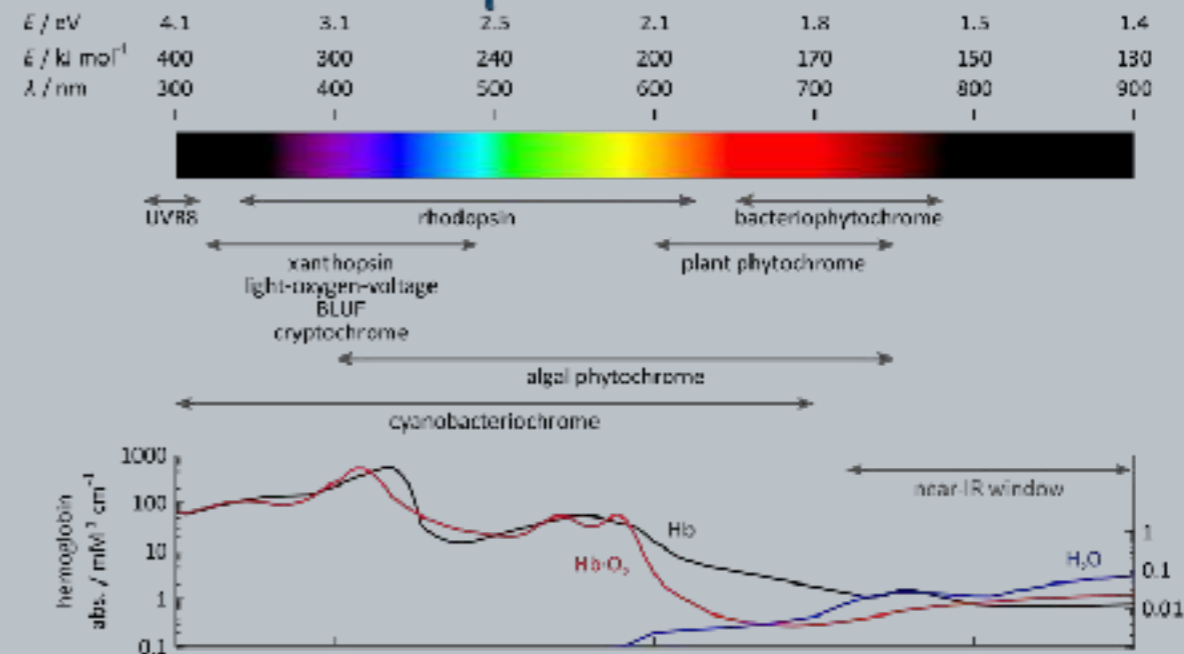 E / eV 4.1 3.1 2.5 2.1 1.8 1.5 1.4
E / kJ mol⁻¹ 400 300 240 200 170 150 130
λ / nm 300 400 500 600 700 800 900
UVR8 rhodopsin bacteriophytochrome
xanthopsin plant phytochrome
light-oxygen-voltage
BLUF
cryptochrome
algal phytochrome
cyanobacteriochrome
hemoglobin
abs. / mM⁻¹ cm⁻¹
1000
100
10
1
0.1
near-IR window
Hb
Hb·O₂
H₂O
1
0.1
0.01